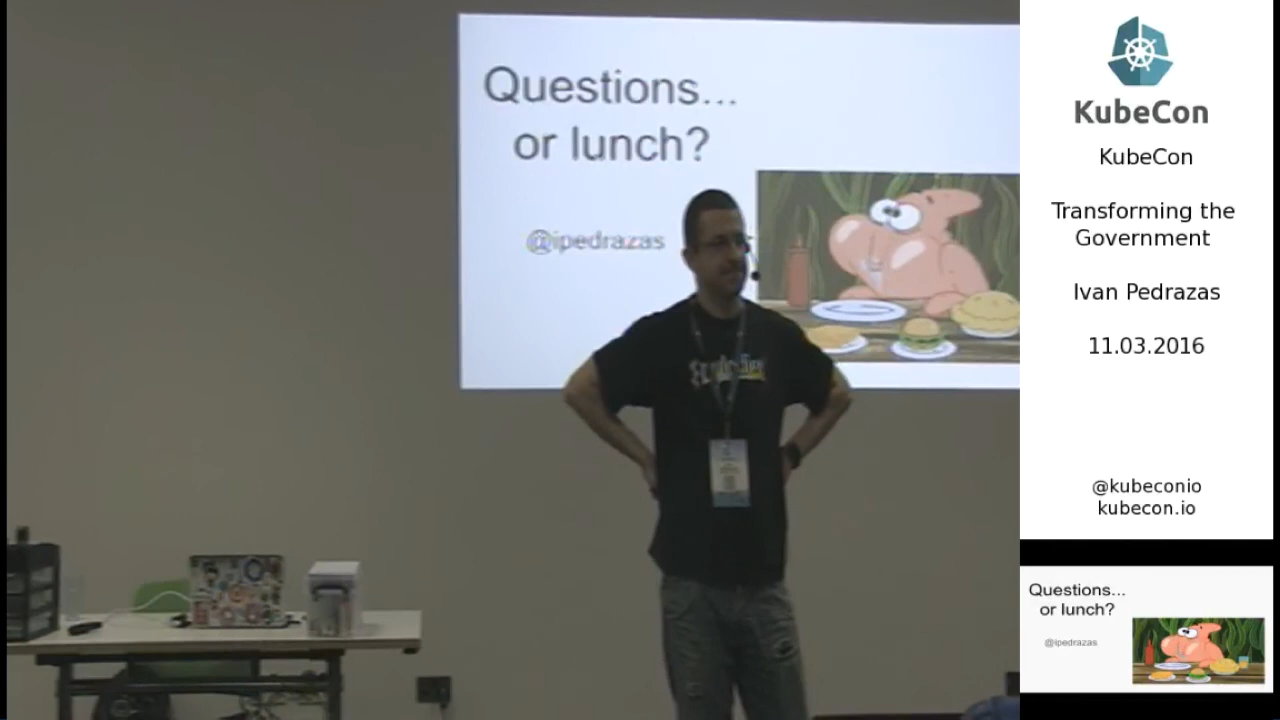 Questions...
or lunch?
@ipedrazas
KubeCon
KubeCon
Transforming the
Government
Ivan Pedrazas
11.03.2016
@kubeconio
kubecon.io
Questions...
or lunch?
@ipedrazas